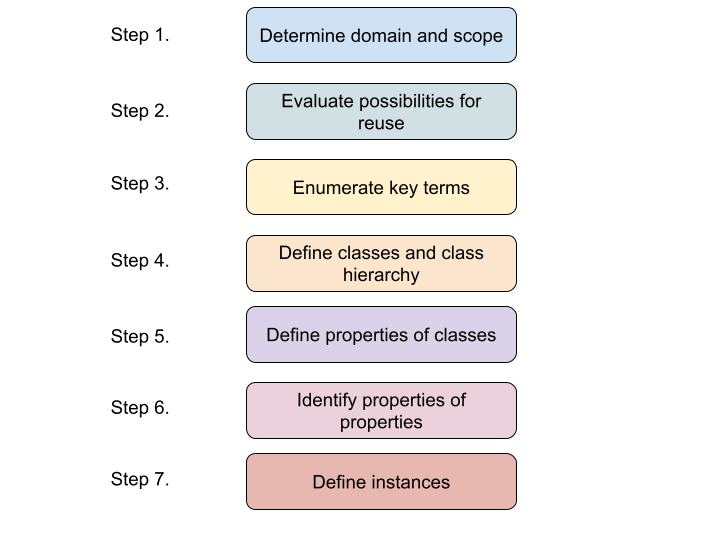 Step 1.
Determine domain and scope
Step 2.
Evaluate possibilities for
reuse
Step 3.
Enumerate key terms
Step 4.
Define classes and class
hierarchy
Step 5.
Define properties of classes
Step 6.
Identify properties of
properties
Step 7.
Define instances